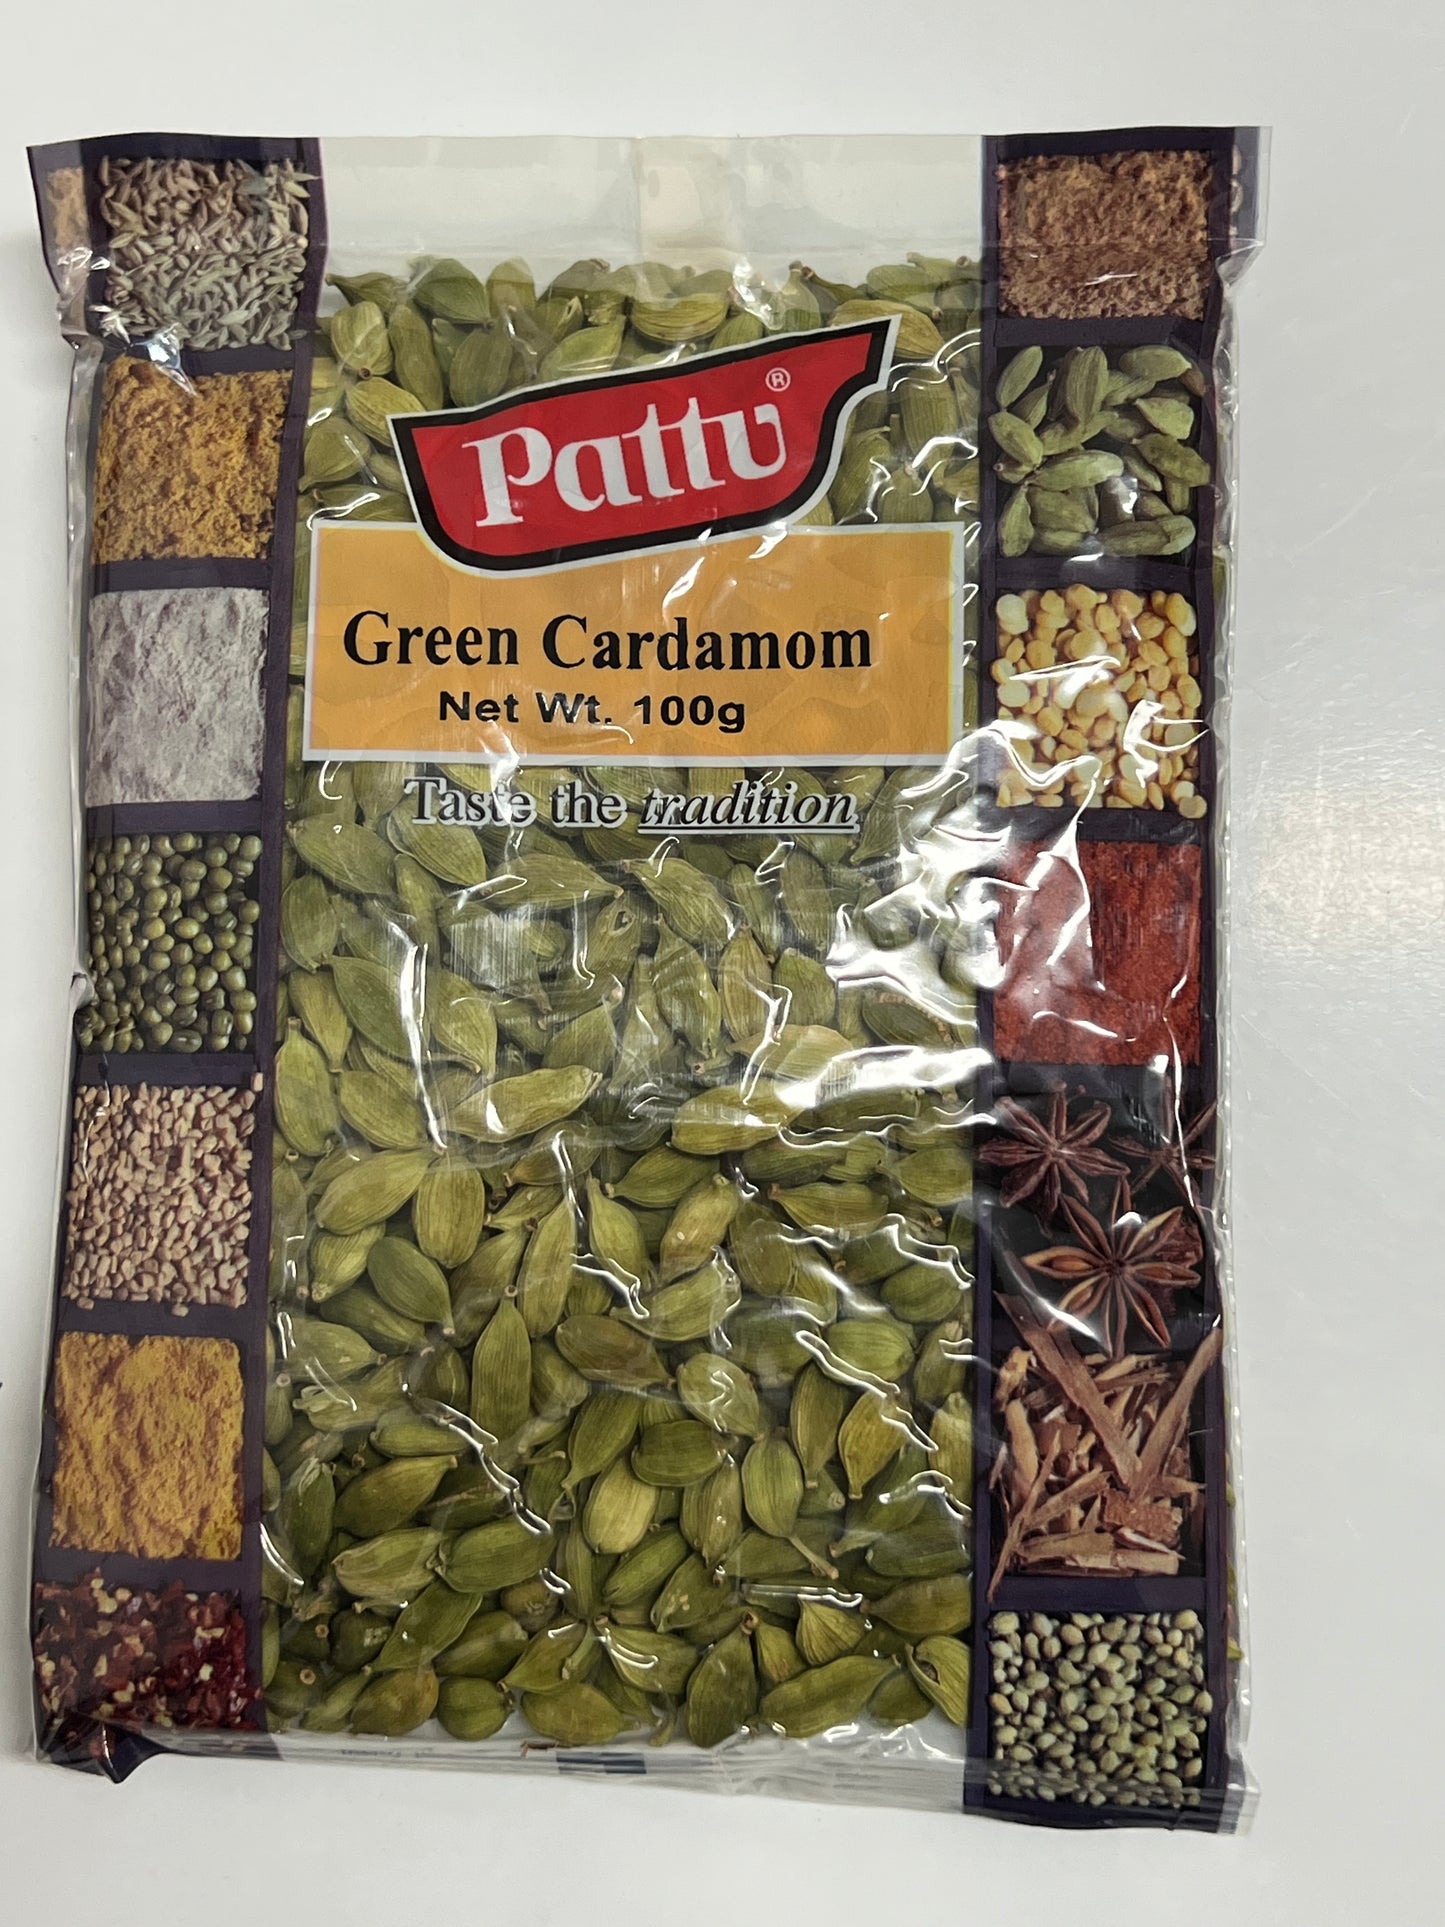 Pattu®
Green Cardamom
Net Wt. 100g
Taste the tradition